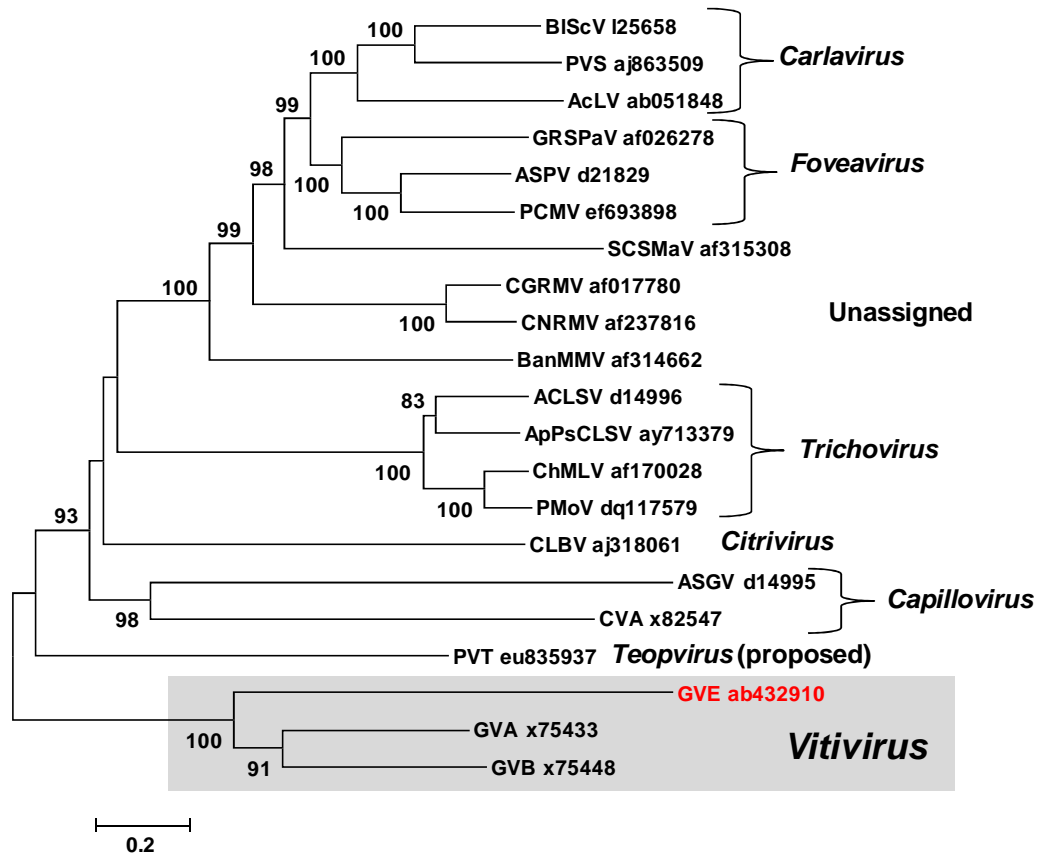 100
BlScV l25658
PVS aj863509
Carlavirus
100
AcLV ab051848
99
GRSPaV af026278
ASPV d21829
Foveavirus
98
100
100
PCMV ef693898
99
SCSMaV af315308
100
CGRMV af017780
Unassigned
100
CNRMV af237816
BanMMV af314662
83
ACLSV d14996
ApPsCLSV ay713379
Trichovirus
100
ChMLV af170028
100
PMoV dq117579
93
CLBV aj318061 Citrivirus
ASGV d14995
Capillovirus
98
CVA x82547
PVT eu835937 Teopvirus (proposed)
GVE ab432910
100
GVA x75433
Vitivirus
91
GVB x75448
0.2